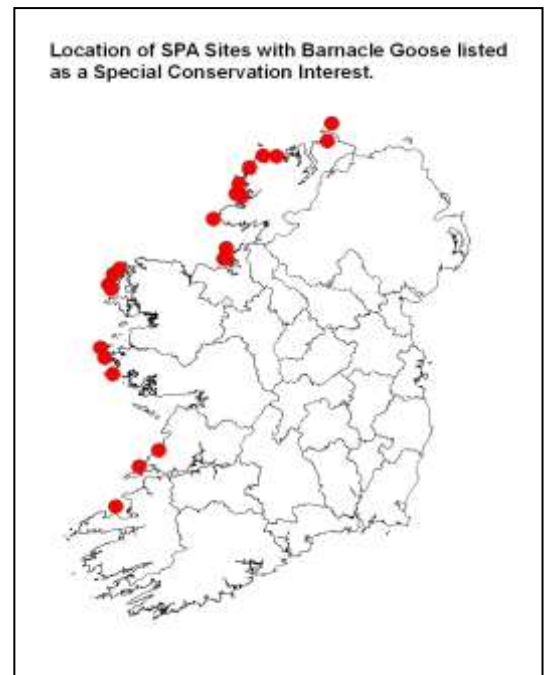 Location of SPA Sites with Barnacle Goose listed
as a Special Conservation Interest.